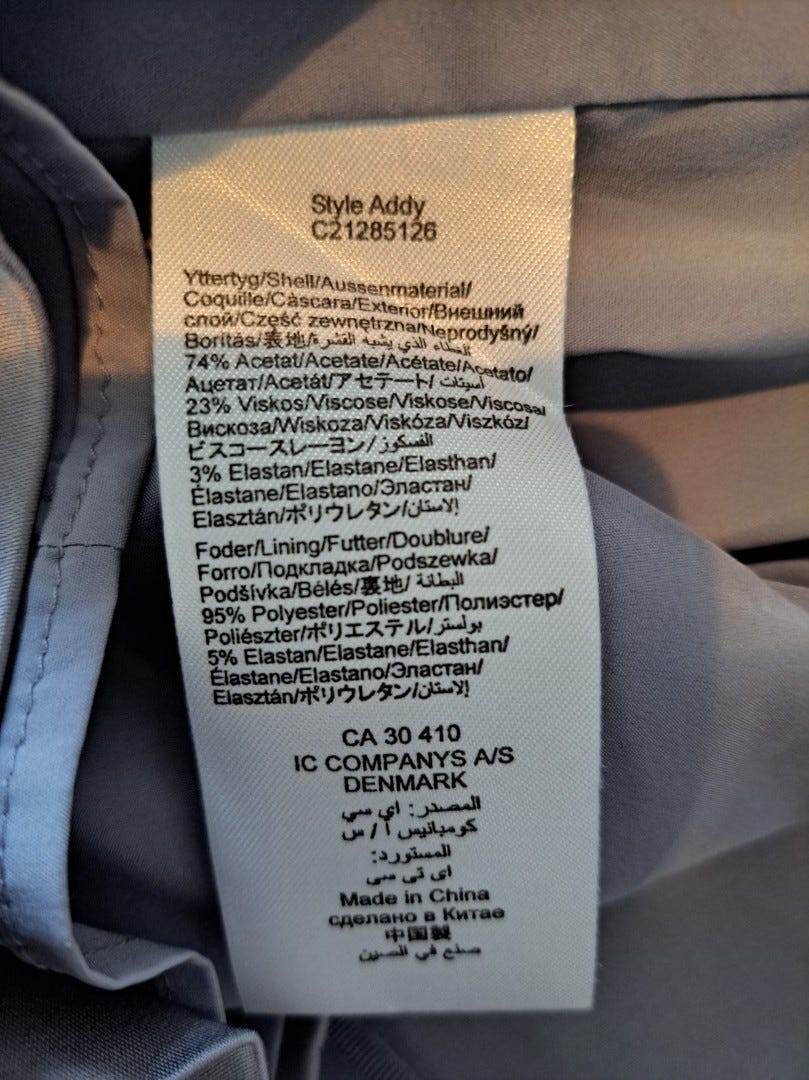 Style Addy
C21285126
Yttertyg/Shell/Aussenmaterial/
Coquille/Cáscara/Exterior/Внешний
слой/Część zewnętrzna/Neprodyšný/
Borítás/表地/الغطاء الذي يشبه القشرة/
74% Acetat/Acetate/Acétate/Acetato/
Ацетат/Acetát/アセテート/أسيتات
23% Viskos/Viscose/Viskose/Viscosa/
Вискоза/Wiskoza/Viskóza/Viszkóz/
ビスコースレーヨン/الفسكوز
3% Elastan/Elastane/Elasthan/
Élastane/Elastano/Эластан/
Elasztán/ポリウレタン/الاستان!
Foder/Lining/Futter/Doublure/
Forro/Подкладка/Podszewka/
Podšívka/Bélés/裏地/البطانة
95% Polyester/Poliester/Полиэстер/
Poliészter/ポリエステル/بولستر
5% Elastan/Elastane/Elasthan/
Élastane/Elastano/Эластан/
Elasztán/ポリウレタン/الاستان!
CA 30 410
IC COMPANYS A/S
DENMARK
المصدر: اي سي
كومبانيس أ / س
المستورد:
اي تي سي
Made in China
сделано в Китае
中国製
صنع في الصين